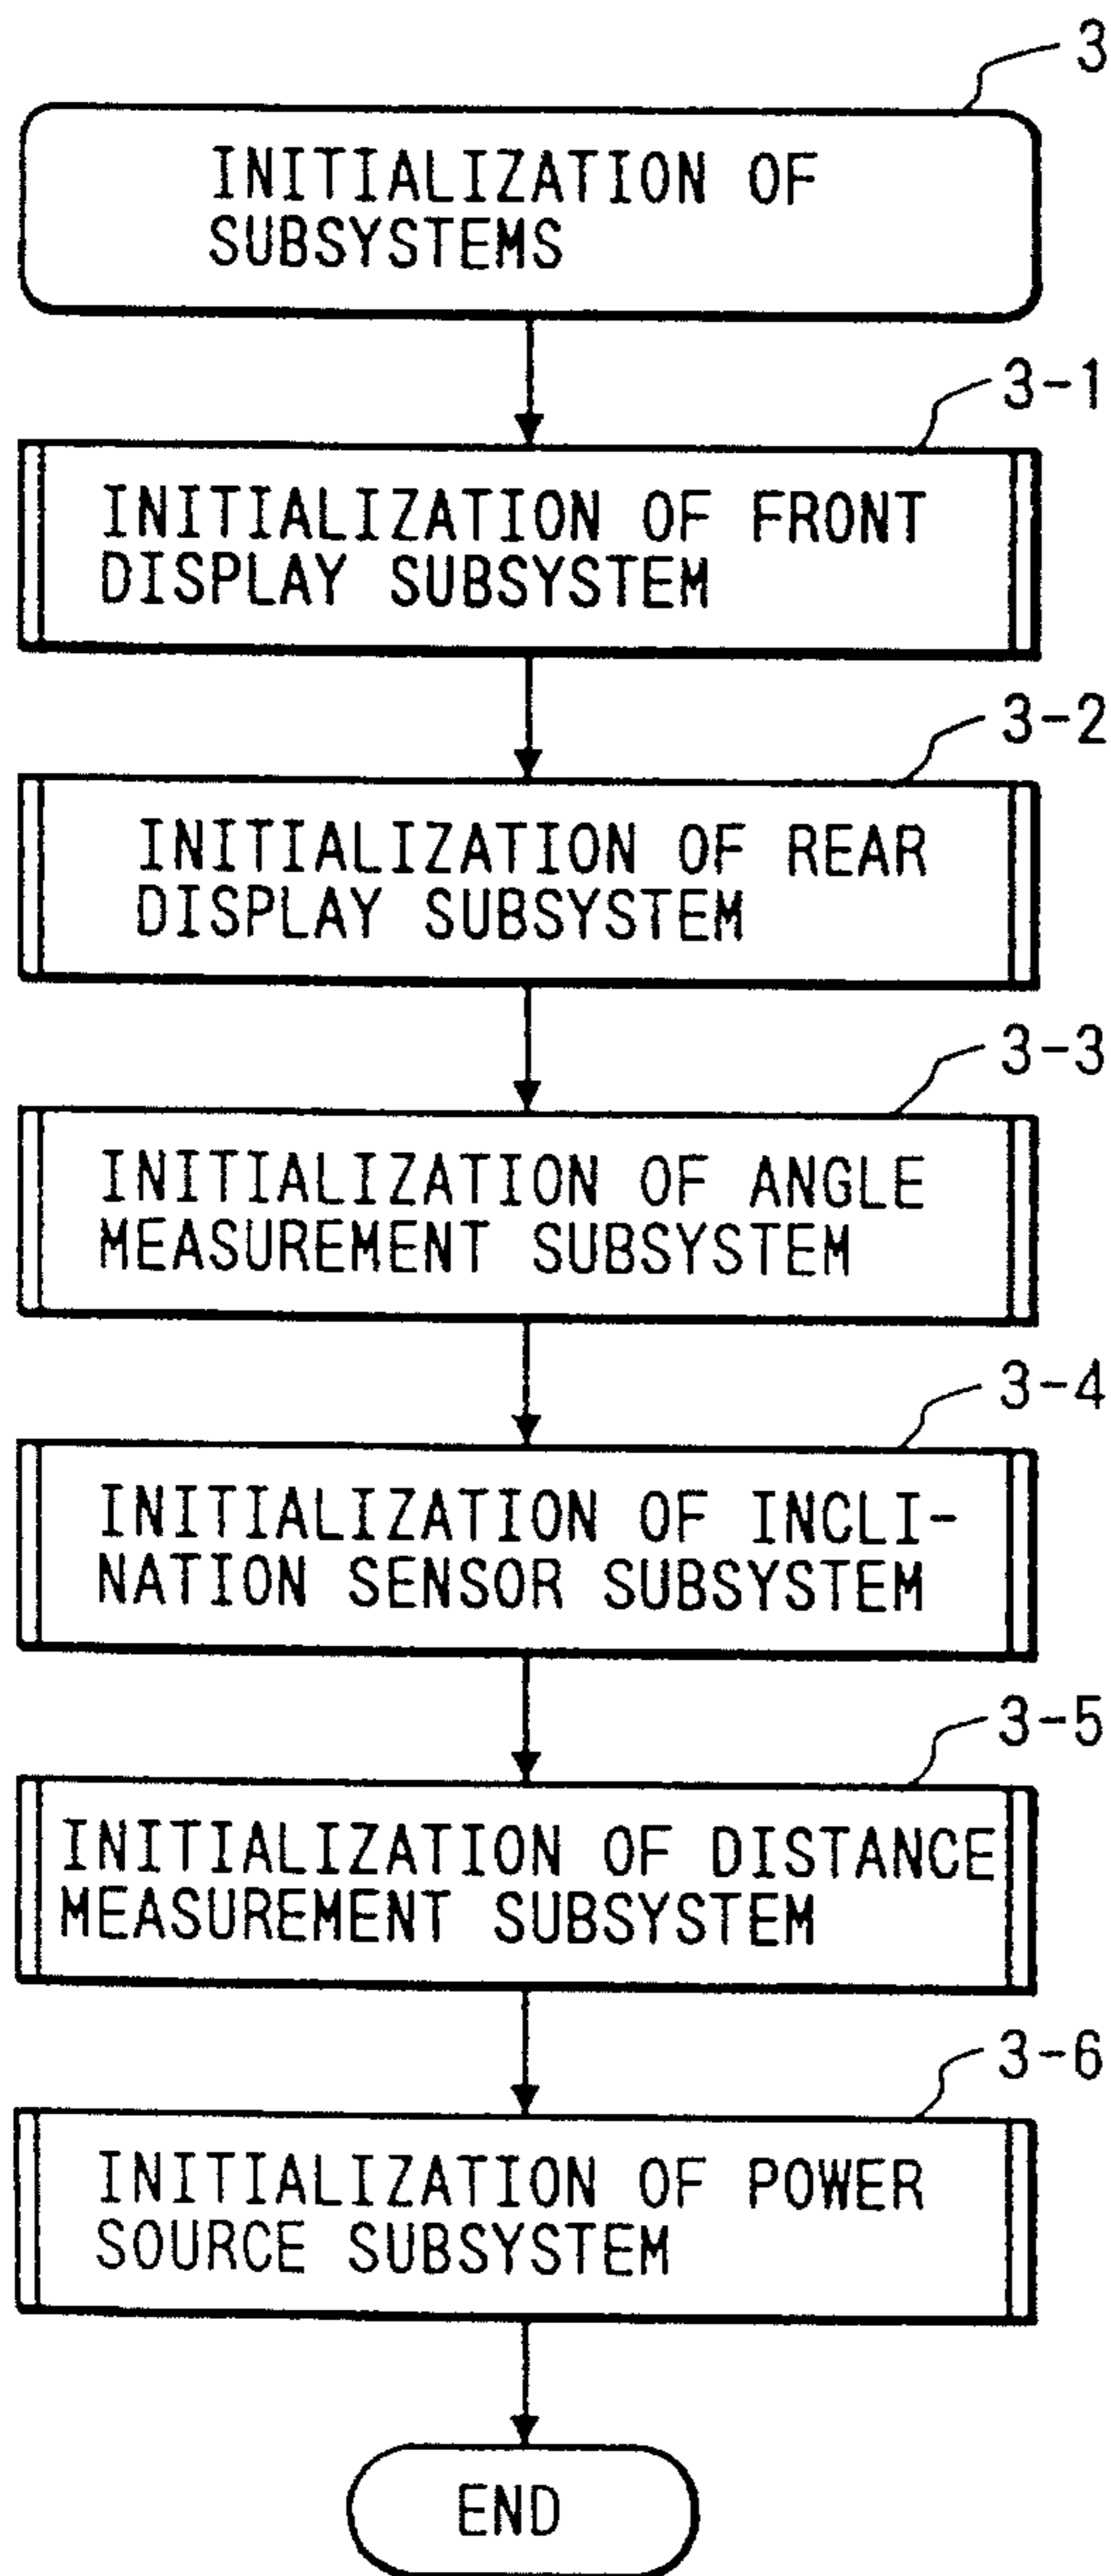 3
INITIALIZATION OF
SUBSYSTEMS
3-1
INITIALIZATION OF FRONT
DISPLAY SUBSYSTEM
3-2
INITIALIZATION OF REAR
DISPLAY SUBSYSTEM
3-3
INITIALIZATION OF ANGLE
MEASUREMENT SUBSYSTEM
3-4
INITIALIZATION OF INCLI-
NATION SENSOR SUBSYSTEM
3-5
INITIALIZATION OF DISTANCE
MEASUREMENT SUBSYSTEM
3-6
INITIALIZATION OF POWER
SOURCE SUBSYSTEM
END